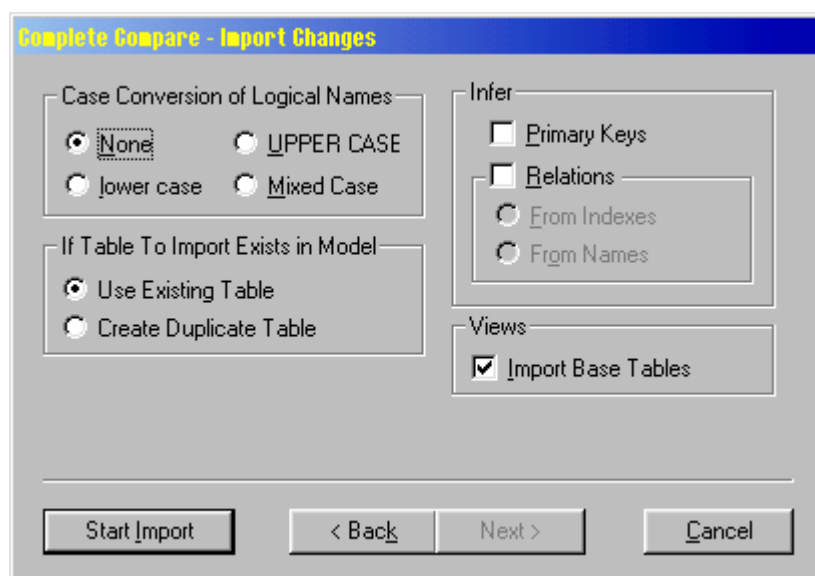 Complete Compare - Import Changes
Case Conversion of Logical Names
None
UPPER CASE
lower case
Mixed Case
If Table To Import Exists in Model
Use Existing Table
Create Duplicate Table
Infer
Primary Keys
Relations
From Indexes
From Names
Views
Import Base Tables
Start Import
< Back
Next >
Cancel